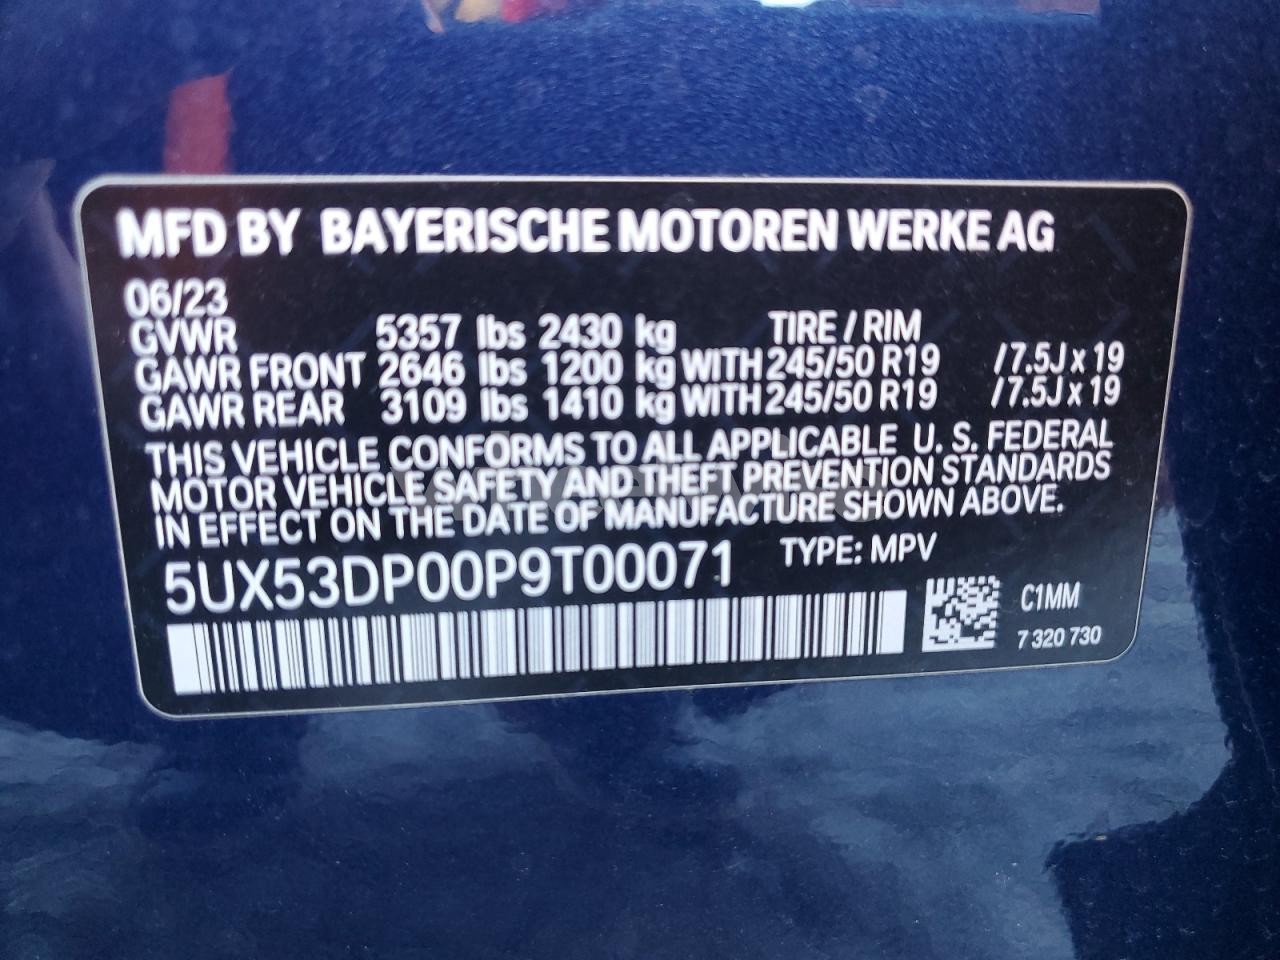 MFD BY BAYERISCHE MOTOREN WERKE AG
06/23
GVWR 5357 lbs 2430 kg TIRE / RIM
GAWR FRONT 2646 lbs 1200 kg WITH 245/50 R19 /7.5J x 19
GAWR REAR 3109 lbs 1410 kg WITH 245/50 R19 /7.5J x 19
THIS VEHICLE CONFORMS TO ALL APPLICABLE U. S. FEDERAL
MOTOR VEHICLE SAFETY AND THEFT PREVENTION STANDARDS
IN EFFECT ON THE DATE OF MANUFACTURE SHOWN ABOVE.
5UX53DP00P9T00071 TYPE: MPV
C1MM
7 320 730